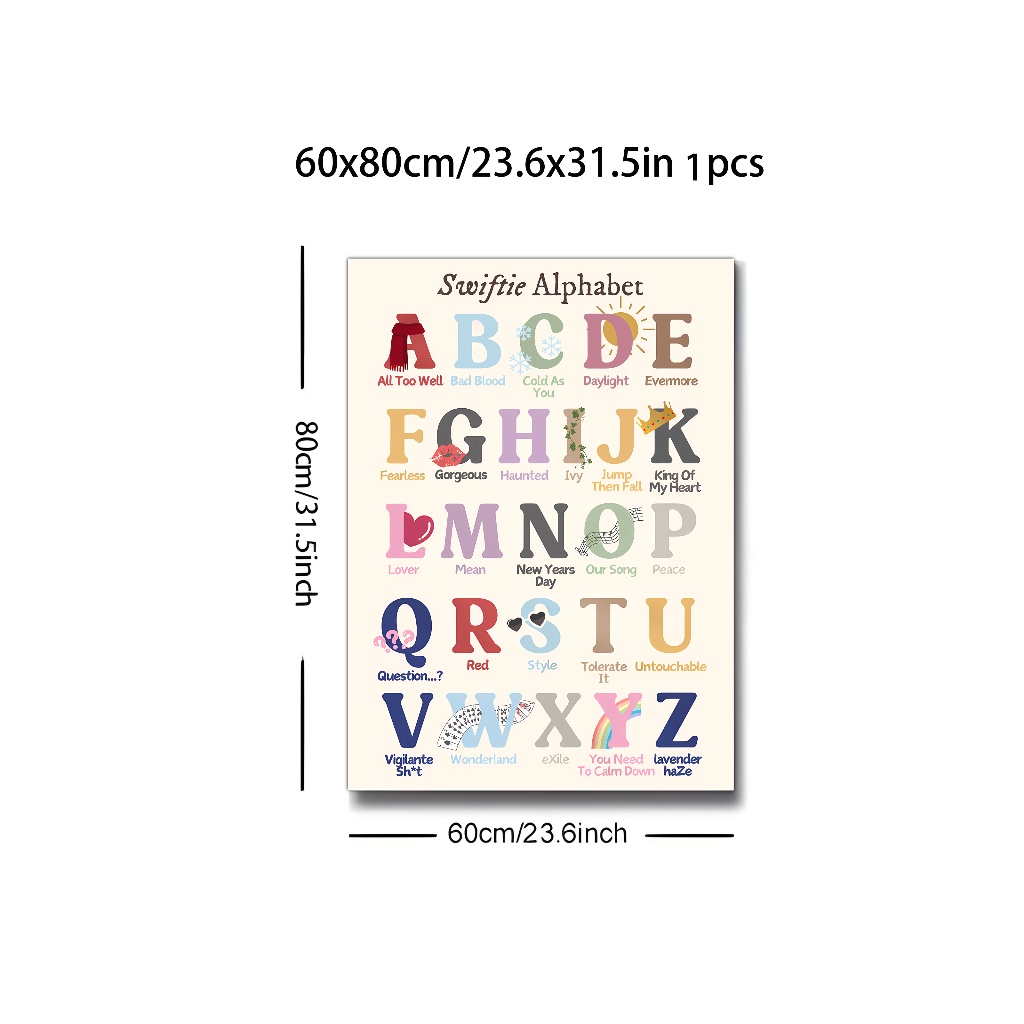 60x80cm/23.6x31.5in 1pcs
80cm/31.5inch
Swiftie Alphabet
A B C D E
All Too Well Bad Blood Cold As You Daylight Evermore
F G H I J K
Fearless Gorgeous Haunted Ivy Jump Then Fall King Of My Heart
L M N O P
Lover Mean New Years Day Our Song Peace
Q R S T U
???
Question...? Red Style Tolerate It Untouchable
V W X Y Z
Vigilante Sh*t Wonderland eXile You Need To Calm Down lavender haZe
60cm/23.6inch